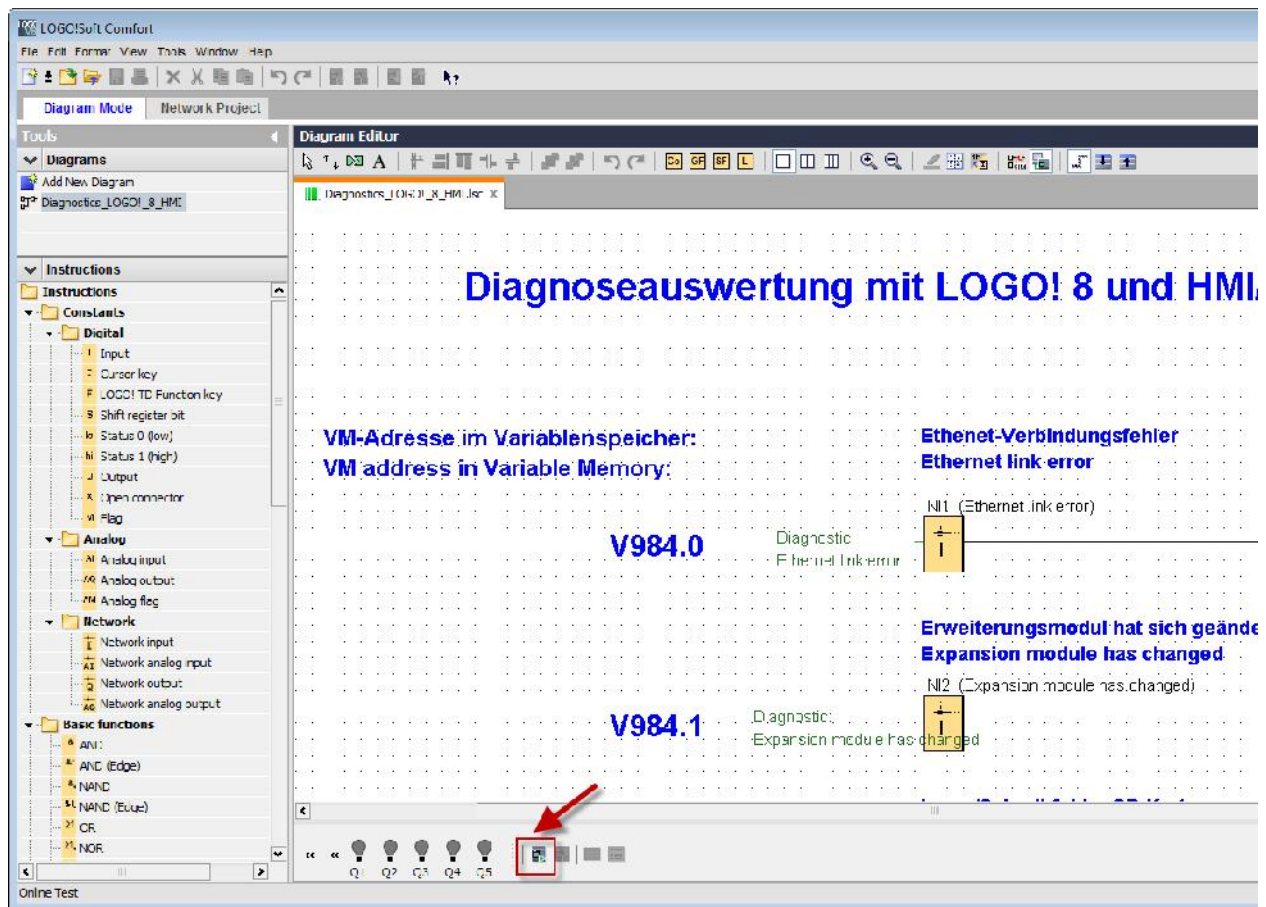 LOGO!Soft Comfort
File Edit Format View Tools Window Help
Diagram Mode Network Project
Tools
Diagrams
Add New Diagram
Diagnostics_LOGO!_8_HMI
Instructions
Instructions
Constants
Digital
Input
Cursor key
LOGO! TD Function key
Shift register bit
Status 0 (low)
Status 1 (high)
Output
Open connector
Flag
Analog
Analog input
Analog output
Analog flag
Network
Network input
Network analog input
Network output
Network analog output
Basic functions
AND
AND (Edge)
NAND
NAND (Edge)
OR
NOR
Online Test
Diagram Editor
A Co GF SF L
Diagnostics_LOGO!_8_HMI.lsc X
Diagnoseauswertung mit LOGO! 8 und HMI
VM-Adresse im Variablenspeicher:
VM address in Variable Memory:
Ethenet-Verbindungsfehler
Ethernet link error
NI1 (Ethernet link error)
V984.0
Diagnostic
Ethernet link error
I
Erweiterungsmodul hat sich geände
Expansion module has changed
NI2 (Expansion module has changed)
V984.1
Diagnostic:
Expansion module has changed
I
Q1 Q2 Q3 Q4 Q5